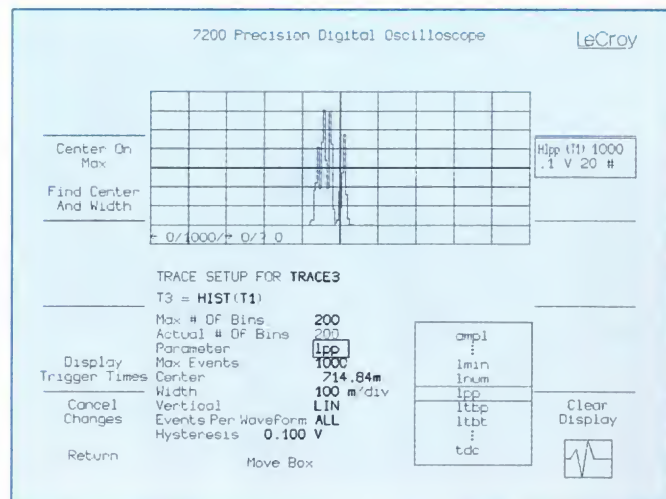 7200 Precision Digital Oscilloscope
LeCroy
Center On
Max
Find Center
And Width
HIpp (T1) 1000
.1 V 20 #
TRACE SETUP FOR TRACE3
T3 = HIST(T1)
Max # OF Bins 200
Actual # OF Bins 200
Parameter lpp
Max Events 1000
Center 714.84m
Width 100 m/div
Vertical LIN
Events Per Waveform ALL
Hysteresis 0.100 V
Display
Trigger Times
Cancel
Changes
Return
Move Box
ampl
lmin
lnum
lpp
ltbp
ltbt
tdc
Clear
Display